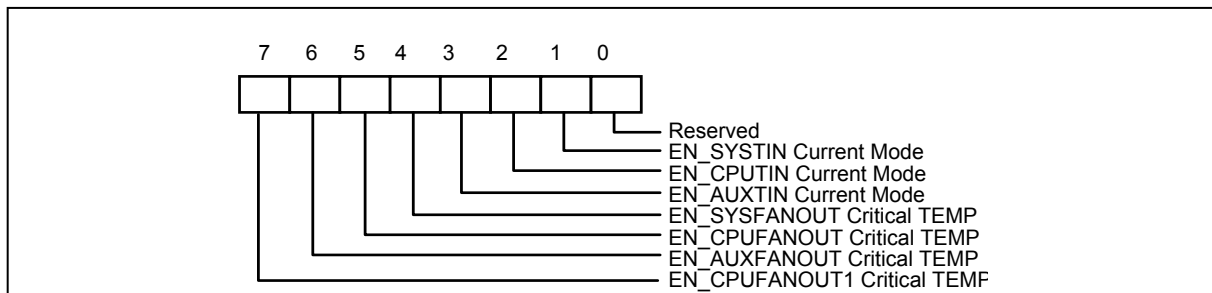 7 6 5 4 3 2 1 0
Reserved
EN_SYSTIN Current Mode
EN_CPUTIN Current Mode
EN_AUXTIN Current Mode
EN_SYSFANOUT Critical TEMP
EN_CPUFANOUT Critical TEMP
EN_AUXFANOUT Critical TEMP
EN_CPUFANOUT1 Critical TEMP